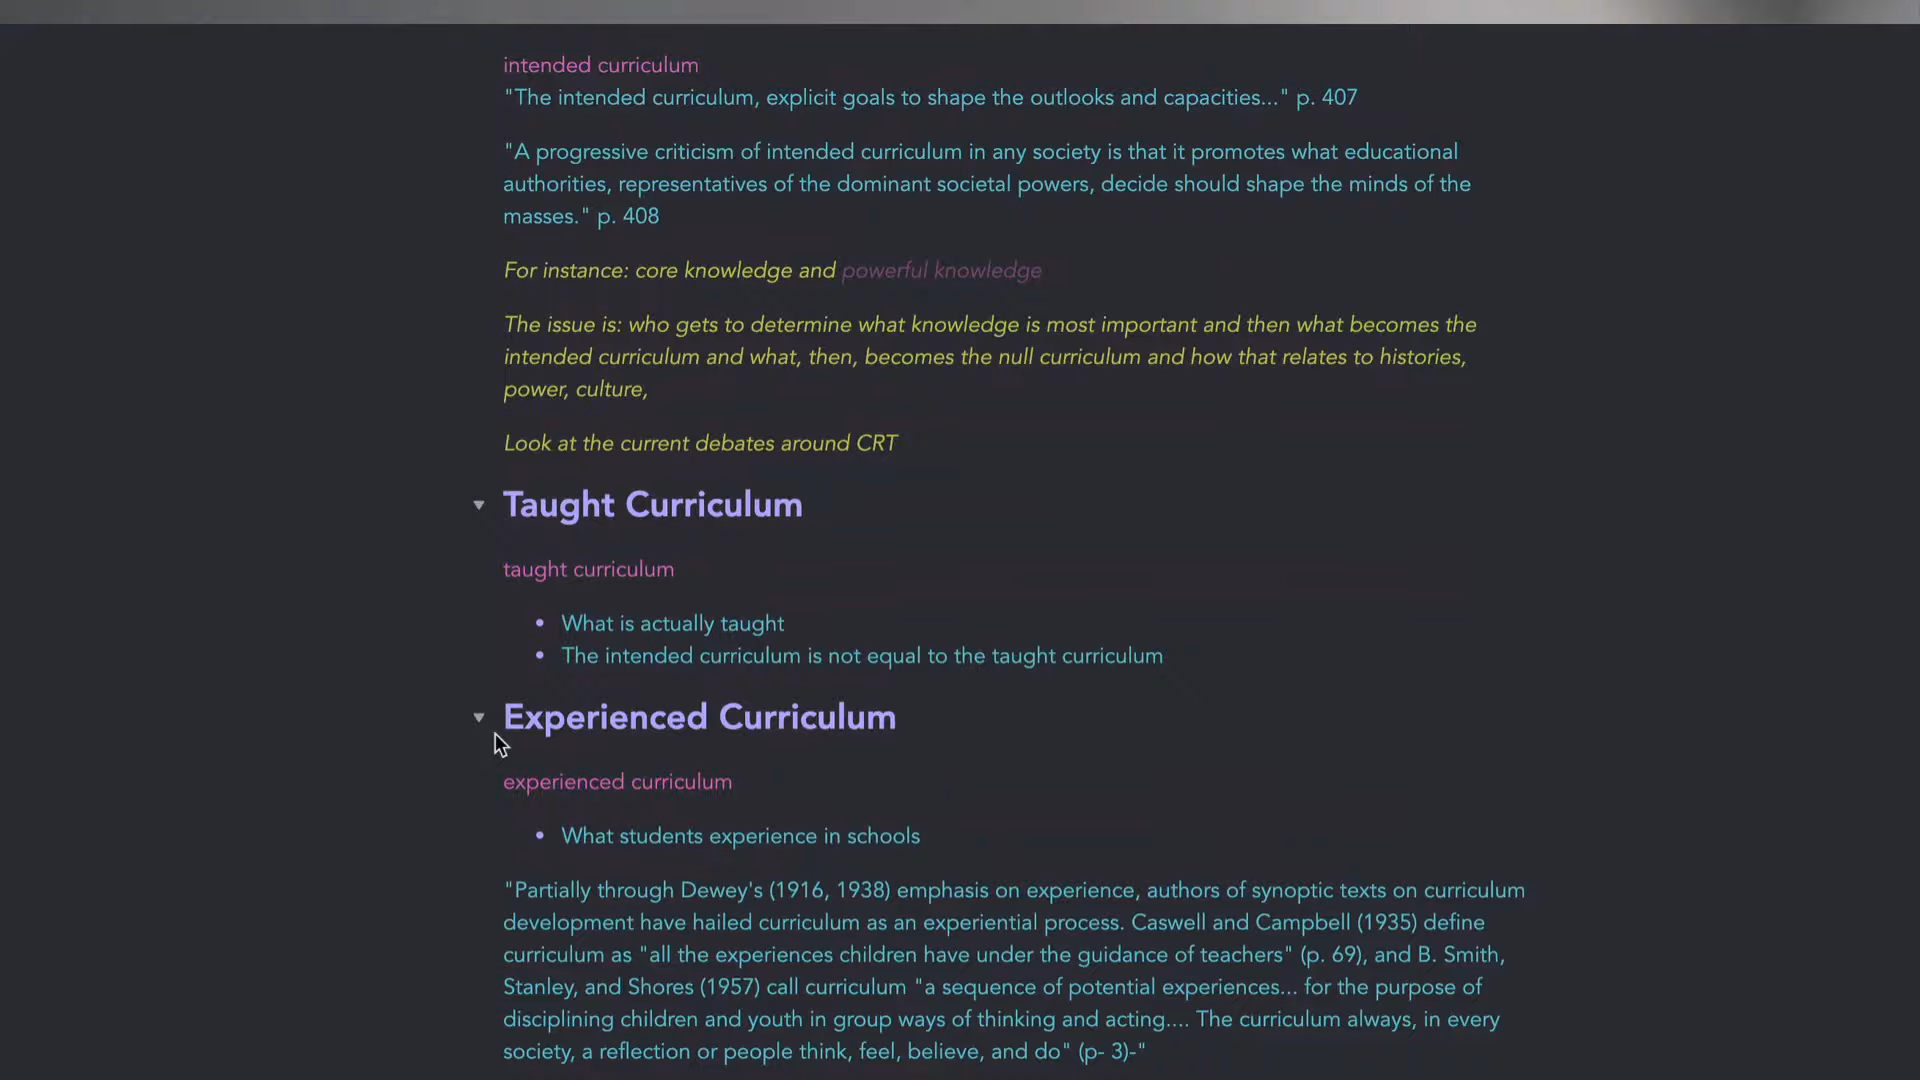 intended curriculum
"The intended curriculum, explicit goals to shape the outlooks and capacities..." p. 407
"A progressive criticism of intended curriculum in any society is that it promotes what educational
authorities, representatives of the dominant societal powers, decide should shape the minds of the
masses." p. 408
For instance: core knowledge and powerful knowledge
The issue is: who gets to determine what knowledge is most important and then what becomes the
intended curriculum and what, then, becomes the null curriculum and how that relates to histories,
power, culture,
Look at the current debates around CRT
Taught Curriculum
taught curriculum
• What is actually taught
• The intended curriculum is not equal to the taught curriculum
Experienced Curriculum
experienced curriculum
• What students experience in schools
"Partially through Dewey's (1916, 1938) emphasis on experience, authors of synoptic texts on curriculum
development have hailed curriculum as an experiential process. Caswell and Campbell (1935) define
curriculum as "all the experiences children have under the guidance of teachers" (p. 69), and B. Smith,
Stanley, and Shores (1957) call curriculum "a sequence of potential experiences... for the purpose of
disciplining children and youth in group ways of thinking and acting.... The curriculum always, in every
society, a reflection or people think, feel, believe, and do" (p- 3)-"